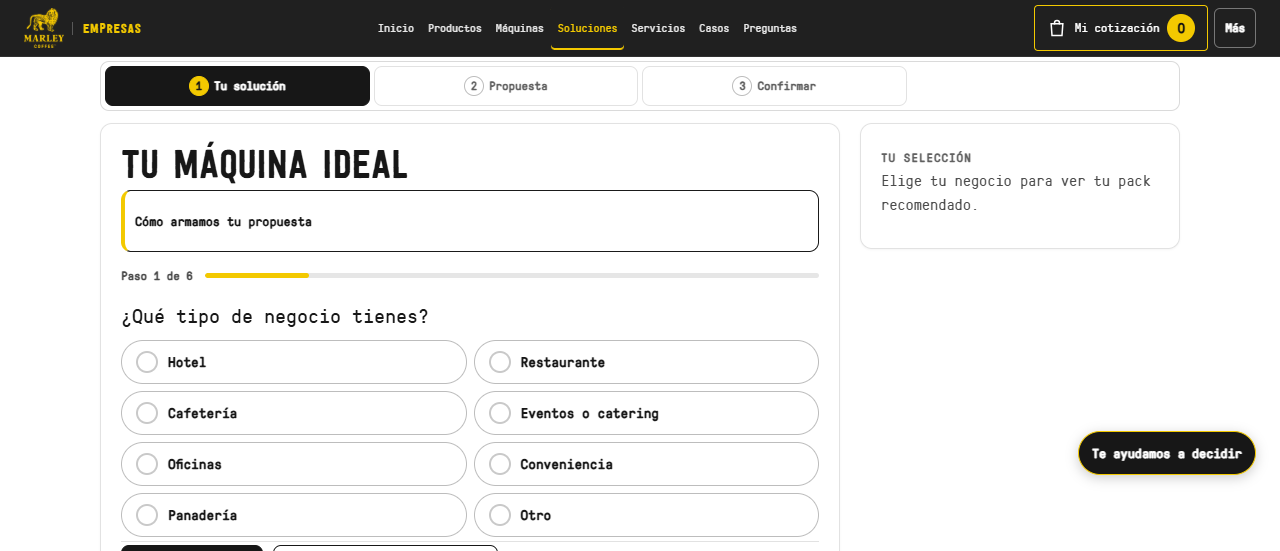 MARLEY
COFFEE
EMPRESAS
Inicio
Productos
Máquinas
Soluciones
Servicios
Casos
Preguntas
Mi cotización 0
Más
1 Tu solución
2 Propuesta
3 Confirmar
TU MÁQUINA IDEAL
Cómo armamos tu propuesta
Paso 1 de 6
¿Qué tipo de negocio tienes?
Hotel
Restaurante
Cafetería
Eventos o catering
Oficinas
Conveniencia
Panadería
Otro
TU SELECCIÓN
Elige tu negocio para ver tu pack
recomendado.
Te ayudamos a decidir